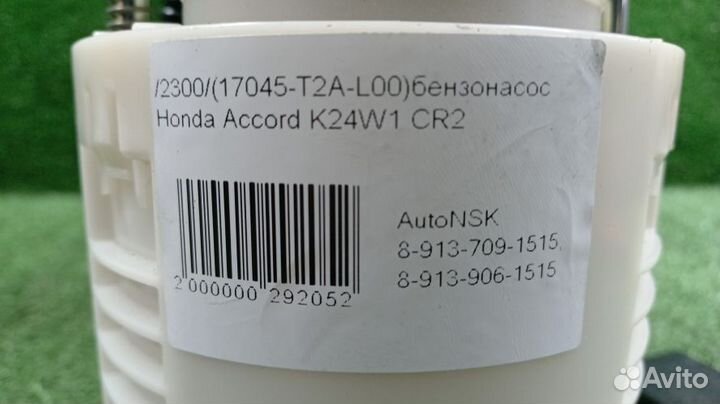 /2300/(17045-T2A-L00)бензонасос
Honda Accord K24W1 CR2
AutoNSK
8-913-709-1515,
8-913-906-1515
2 000000 292052
Avito